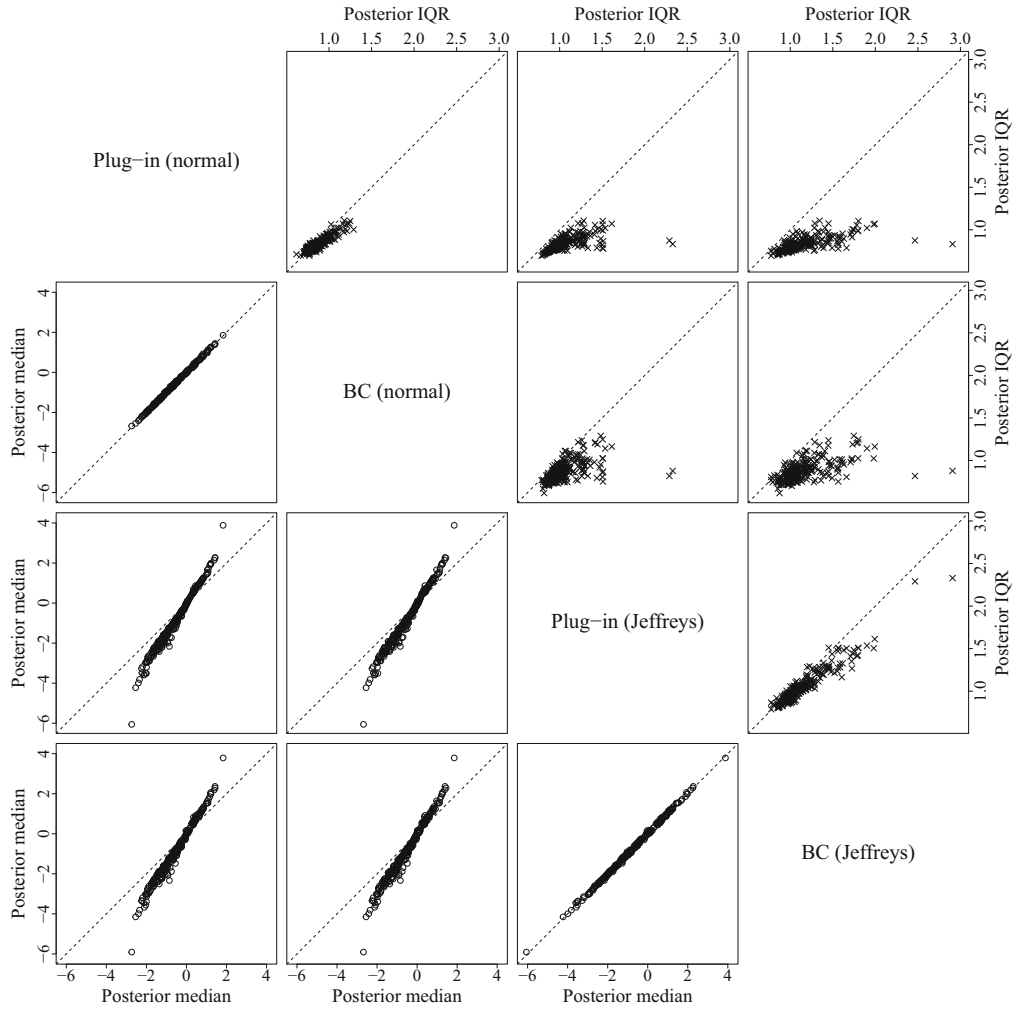 Posterior IQR Posterior IQR Posterior IQR
1.0 1.5 2.0 2.5 3.0 1.0 1.5 2.0 2.5 3.0 1.0 1.5 2.0 2.5 3.0
Plug−in (normal)
1.0 1.5 2.0 2.5 3.0
Posterior IQR
Posterior median
−6 −4 −2 0 2 4
BC (normal)
1.0 1.5 2.0 2.5 3.0
Posterior IQR
Posterior median
−6 −4 −2 0 2 4
Plug−in (Jeffreys)
1.0 1.5 2.0 2.5 3.0
Posterior IQR
Posterior median
−6 −4 −2 0 2 4
BC (Jeffreys)
−6 −4 −2 0 2 4 −6 −4 −2 0 2 4 −6 −4 −2 0 2 4
Posterior median Posterior median Posterior median